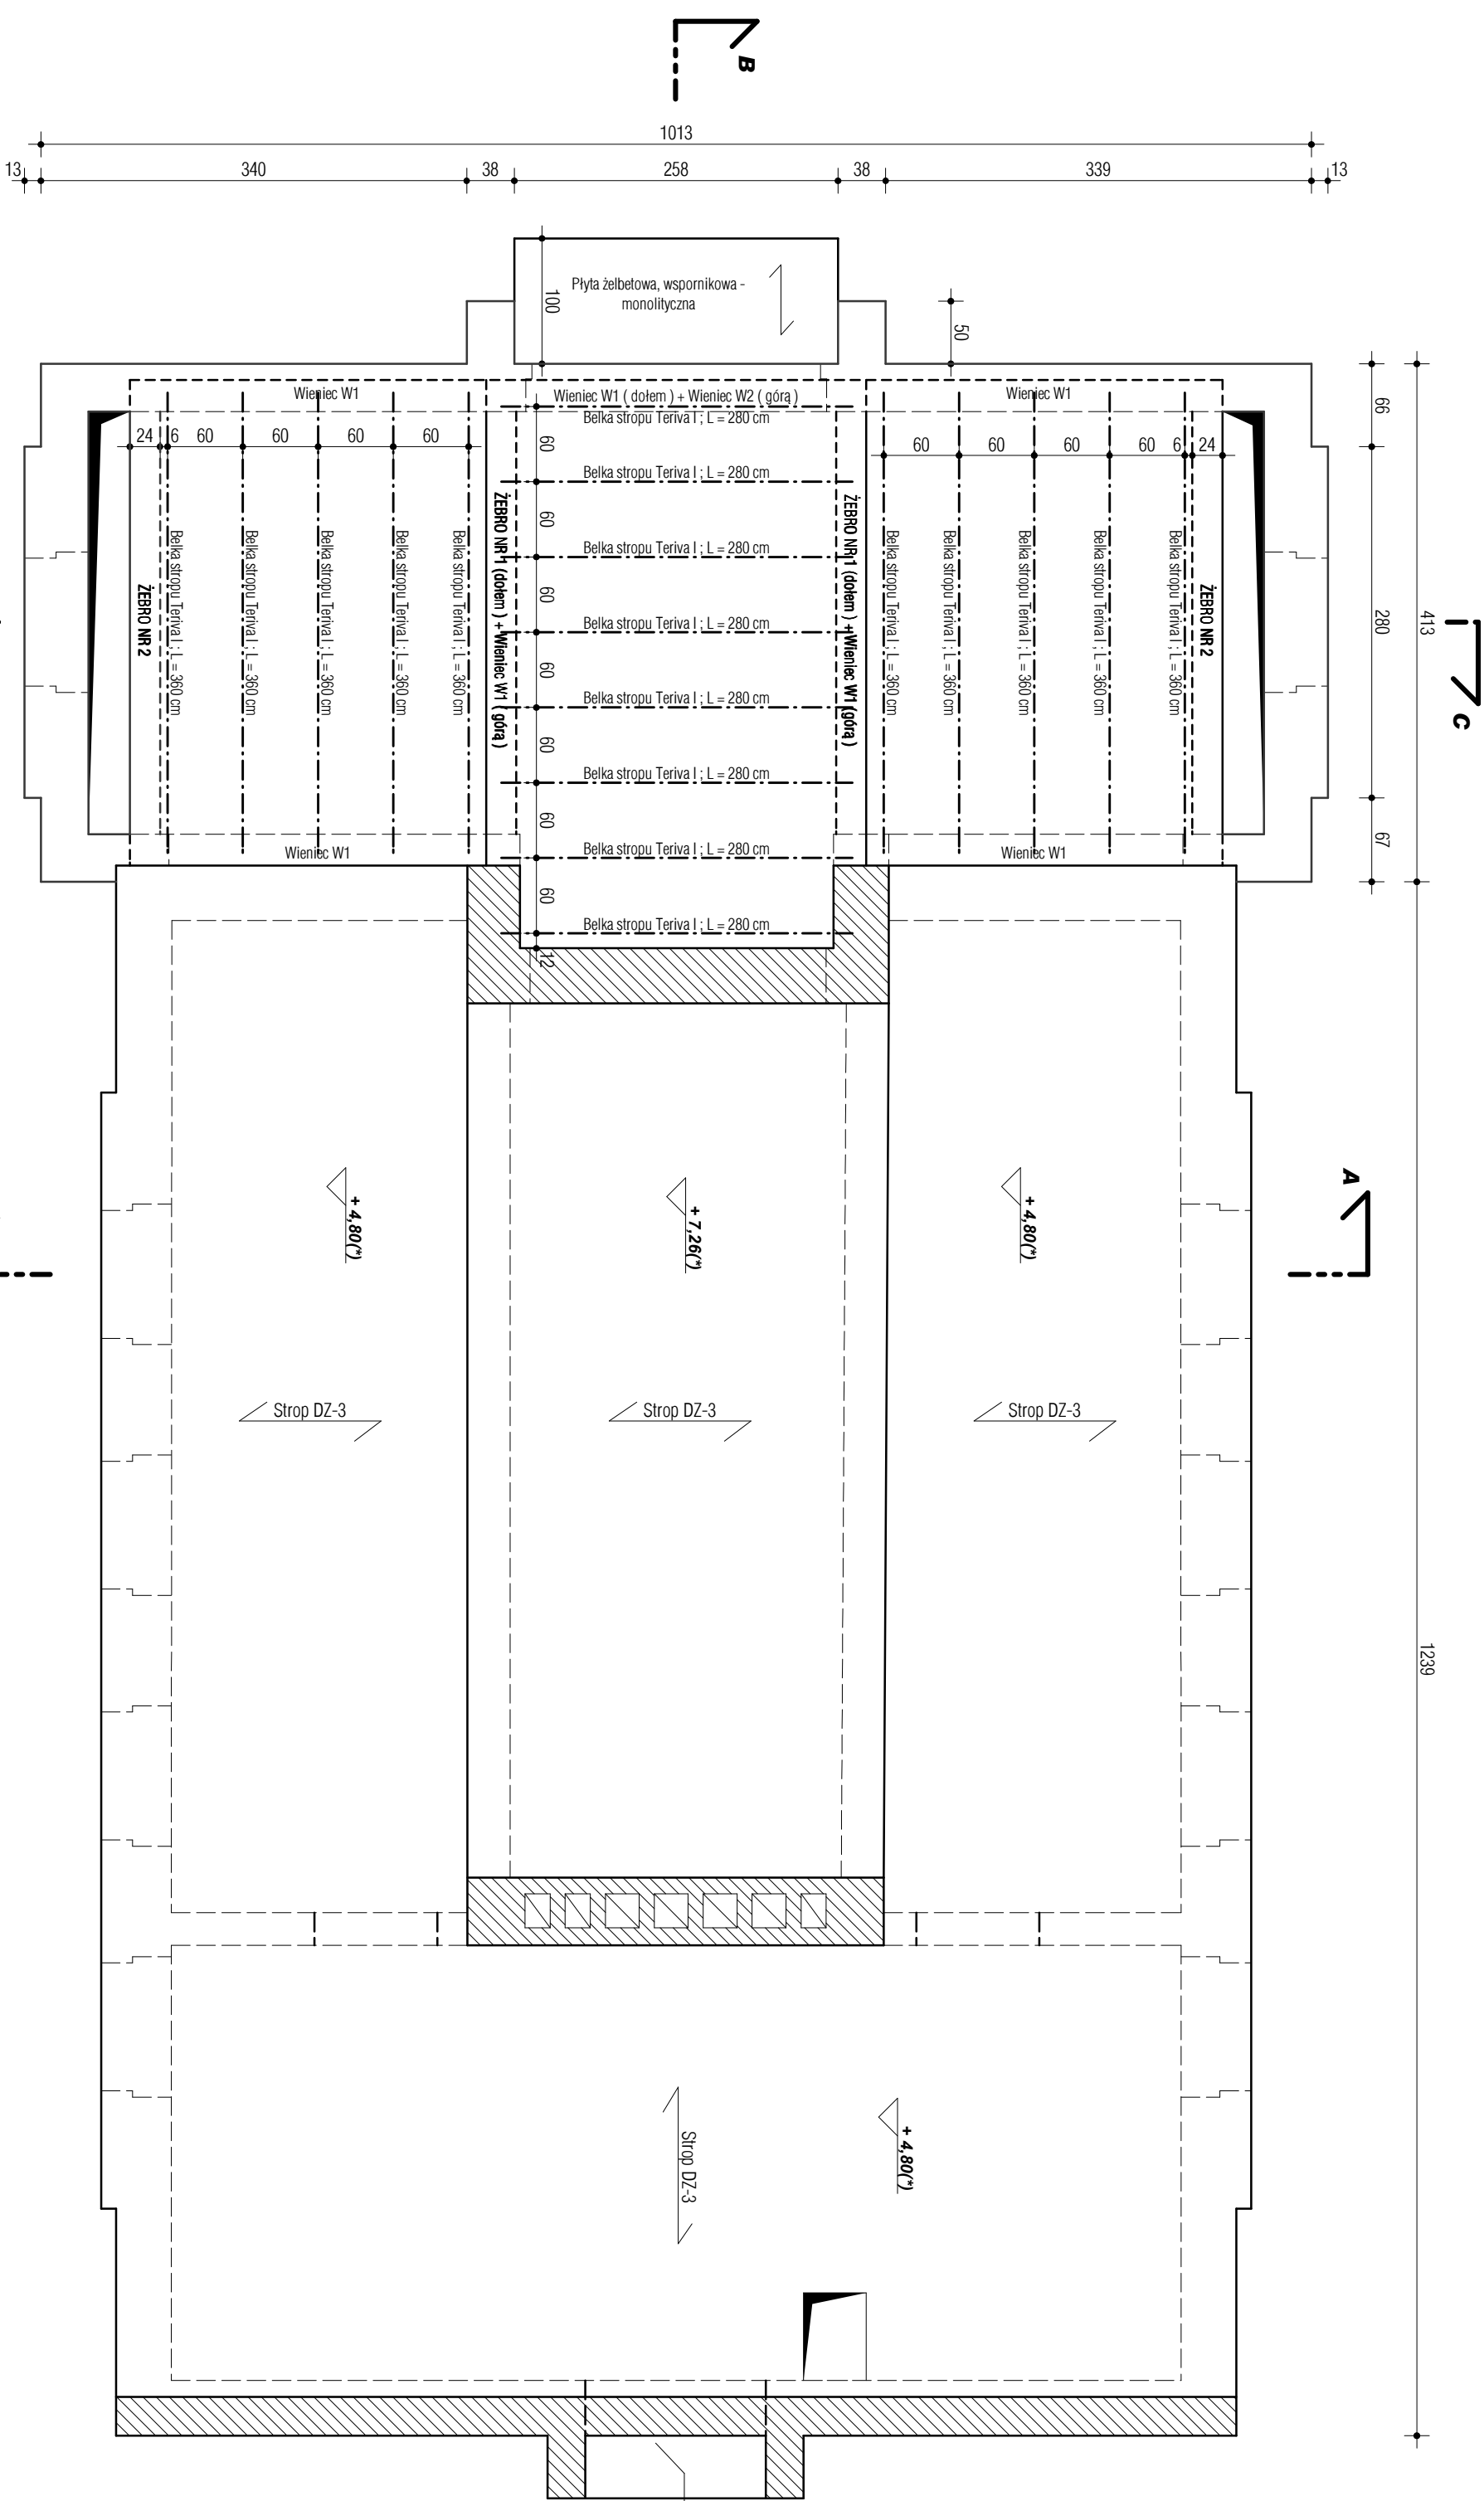 B
1013
13
340
38
258
38
339
13
Płyta żelbetowa, wspornikowa -
monolityczna
100
50
66
280
67
413
1239
C
Wieniec W1
Wieniec W1 ( dołem ) + Wieniec W2 ( górą )
Wieniec W1
24
6
60
60
60
60
60
60
60
60
6
24
Belka stropu Teriva I ; L = 280 cm
Belka stropu Teriva I ; L = 280 cm
Belka stropu Teriva I ; L = 280 cm
Belka stropu Teriva I ; L = 280 cm
Belka stropu Teriva I ; L = 280 cm
Belka stropu Teriva I ; L = 280 cm
Belka stropu Teriva I ; L = 280 cm
Belka stropu Teriva I ; L = 280 cm
60
60
60
60
60
60
60
12
ŻEBRO NR 2
Belka stropu Teriva I ; L = 360 cm
Belka stropu Teriva I ; L = 360 cm
Belka stropu Teriva I ; L = 360 cm
Belka stropu Teriva I ; L = 360 cm
Belka stropu Teriva I ; L = 360 cm
ŻEBRO NR 1 (dołem ) + Wieniec W1 ( górą )
ŻEBRO NR 1 (dołem ) +Wieniec W1 (górą )
Belka stropu Teriva I ; L = 360 cm
Belka stropu Teriva I ; L = 360 cm
Belka stropu Teriva I ; L = 360 cm
Belka stropu Teriva I ; L = 360 cm
Belka stropu Teriva I ; L = 360 cm
ŻEBRO NR 2
Wieniec W1
Wieniec W1
A
+ 4,80(*)
+ 7,26(*)
+ 4,80(*)
Strop DZ-3
Strop DZ-3
Strop DZ-3
Strop DZ-3
+ 4,80(*)